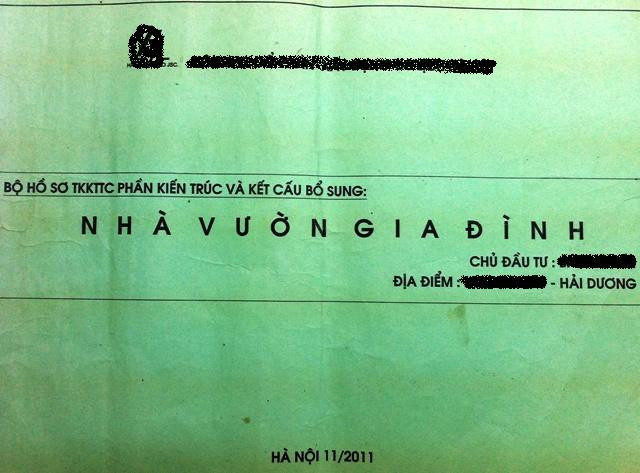 BỘ HỒ SƠ TKKTTC PHẦN KIẾN TRÚC VÀ KẾT CẤU BỔ SUNG:
NHÀ VƯỜN GIA ĐÌNH
CHỦ ĐẦU TƯ :
ĐỊA ĐIỂM : - HẢI DƯƠNG
HÀ NỘI 11/2011